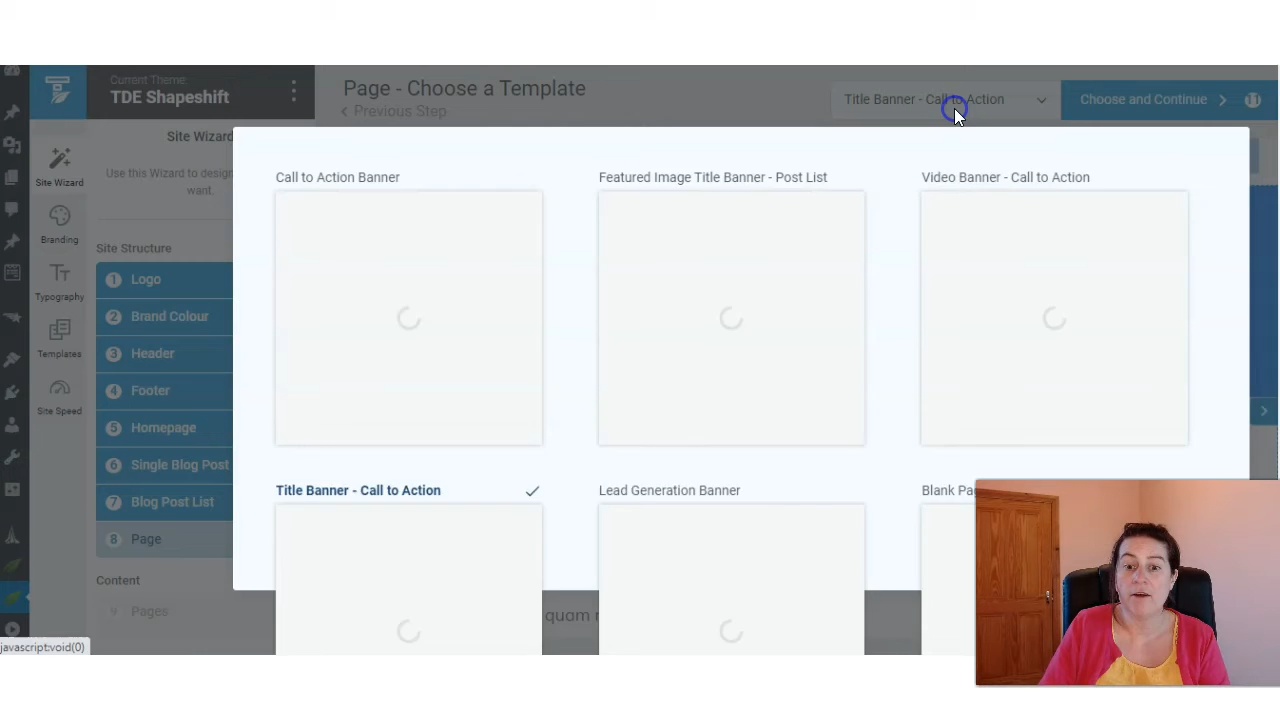 Current Theme:
TDE Shapeshift
Page - Choose a Template
Previous Step
Title Banner - Call to Action
Choose and Continue
Site Wizard
Use this Wizard to design
want.
Site Wizard
Branding
Typography
Templates
Site Speed
Site Structure
1 Logo
2 Brand Colour
3 Header
4 Footer
5 Homepage
6 Single Blog Post
7 Blog Post List
8 Page
Content
9 Pages
Call to Action Banner
Featured Image Title Banner - Post List
Video Banner - Call to Action
Title Banner - Call to Action
Lead Generation Banner
Blank
quam
javascript:void(0)